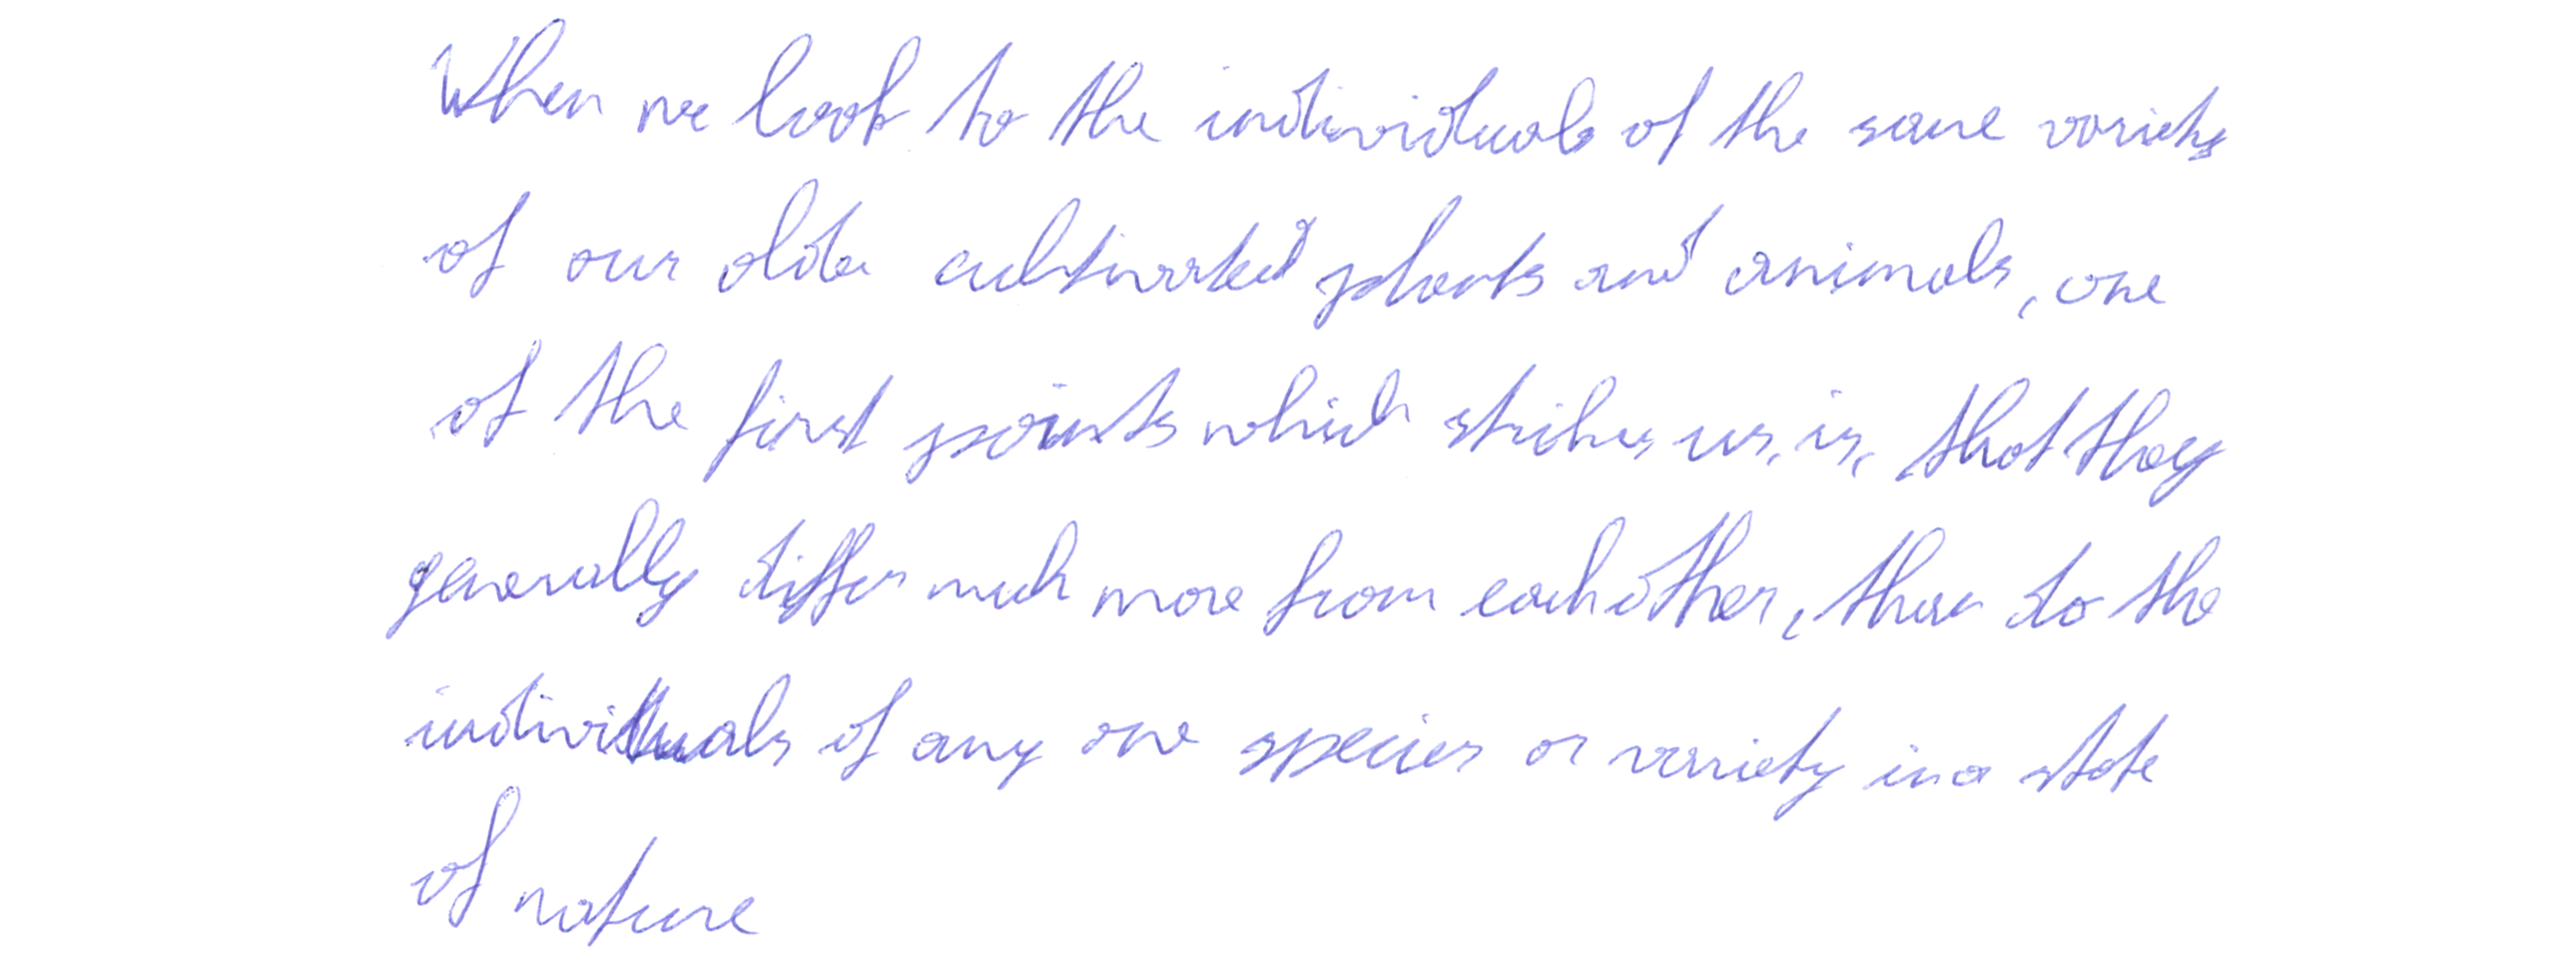 When we look to the individuals of the same variety
of our older cultivated plants and animals, one
of the first points which strikes us, is, that they
generally differ much more from each other, than do the
individuals of any one species or variety in a state
of nature